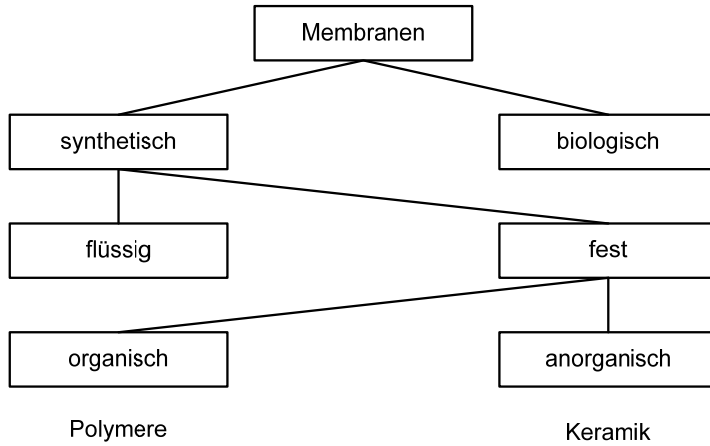 Membranen
synthetisch
biologisch
flüssig
fest
organisch
anorganisch
Polymere
Keramik